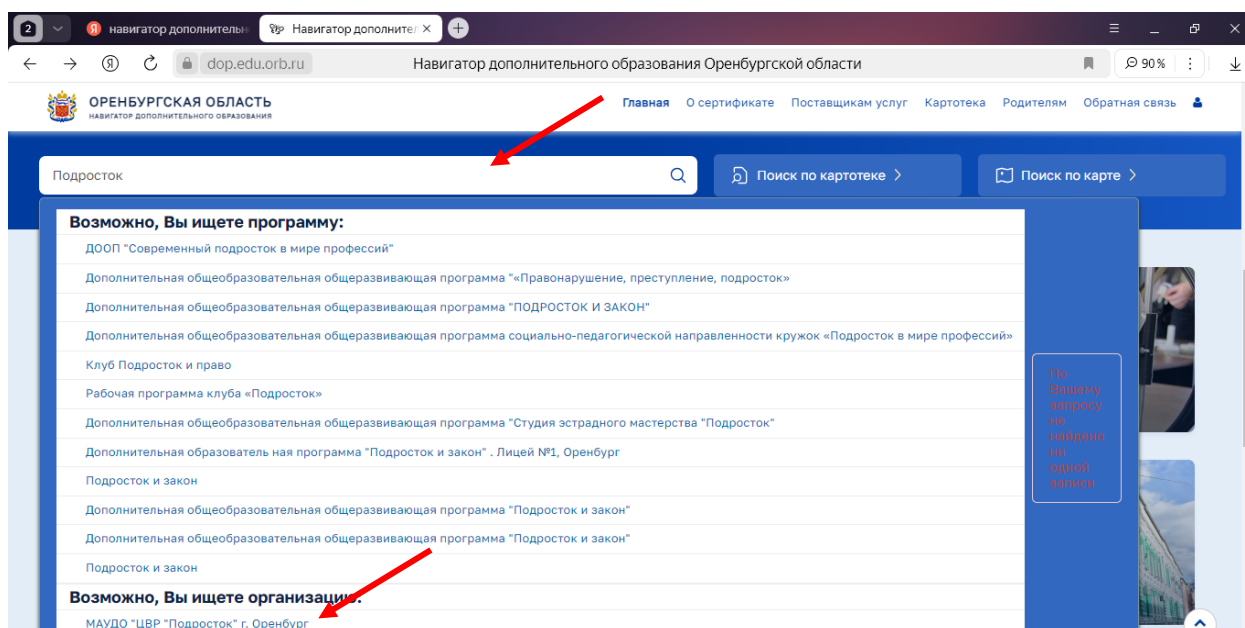 2
навигатор дополнительн
Навигатор дополнител
dop.edu.orb.ru
Навигатор дополнительного образования Оренбургской области
90 %
ОРЕНБУРГСКАЯ ОБЛАСТЬ
НАВИГАТОР ДОПОЛНИТЕЛЬНОГО ОБРАЗОВАНИЯ
Главная О сертификате Поставщикам услуг Картотека Родителям Обратная связь
Подросток
Поиск по картотеке
Поиск по карте
Возможно, Вы ищете программу:
ДООП "Современный подросток в мире профессий"
Дополнительная общеобразовательная общеразвивающая программа "«Правонарушение, преступление, подросток»
Дополнительная общеобразовательная общеразвивающая программа "ПОДРОСТОК И ЗАКОН"
Дополнительная общеобразовательная общеразвивающая программа социально-педагогической направленности кружок «Подросток в мире профессий»
Клуб Подросток и право
Рабочая программа клуба «Подросток»
Дополнительная общеобразовательная общеразвивающая программа "Студия эстрадного мастерства "Подросток"
Дополнительная образователь ная программа "Подросток и закон" . Лицей №1, Оренбург
Подросток и закон
Дополнительная общеобразовательная общеразвивающая программа "Подросток и закон"
Дополнительная общеобразовательная общеразвивающая программа "Подросток и закон"
Подросток и закон
Возможно, Вы ищете организацию:
МАУДО "ЦВР "Подросток" г. Оренбург
По
Вашему
запросу
не
найдено
ни
одной
записи